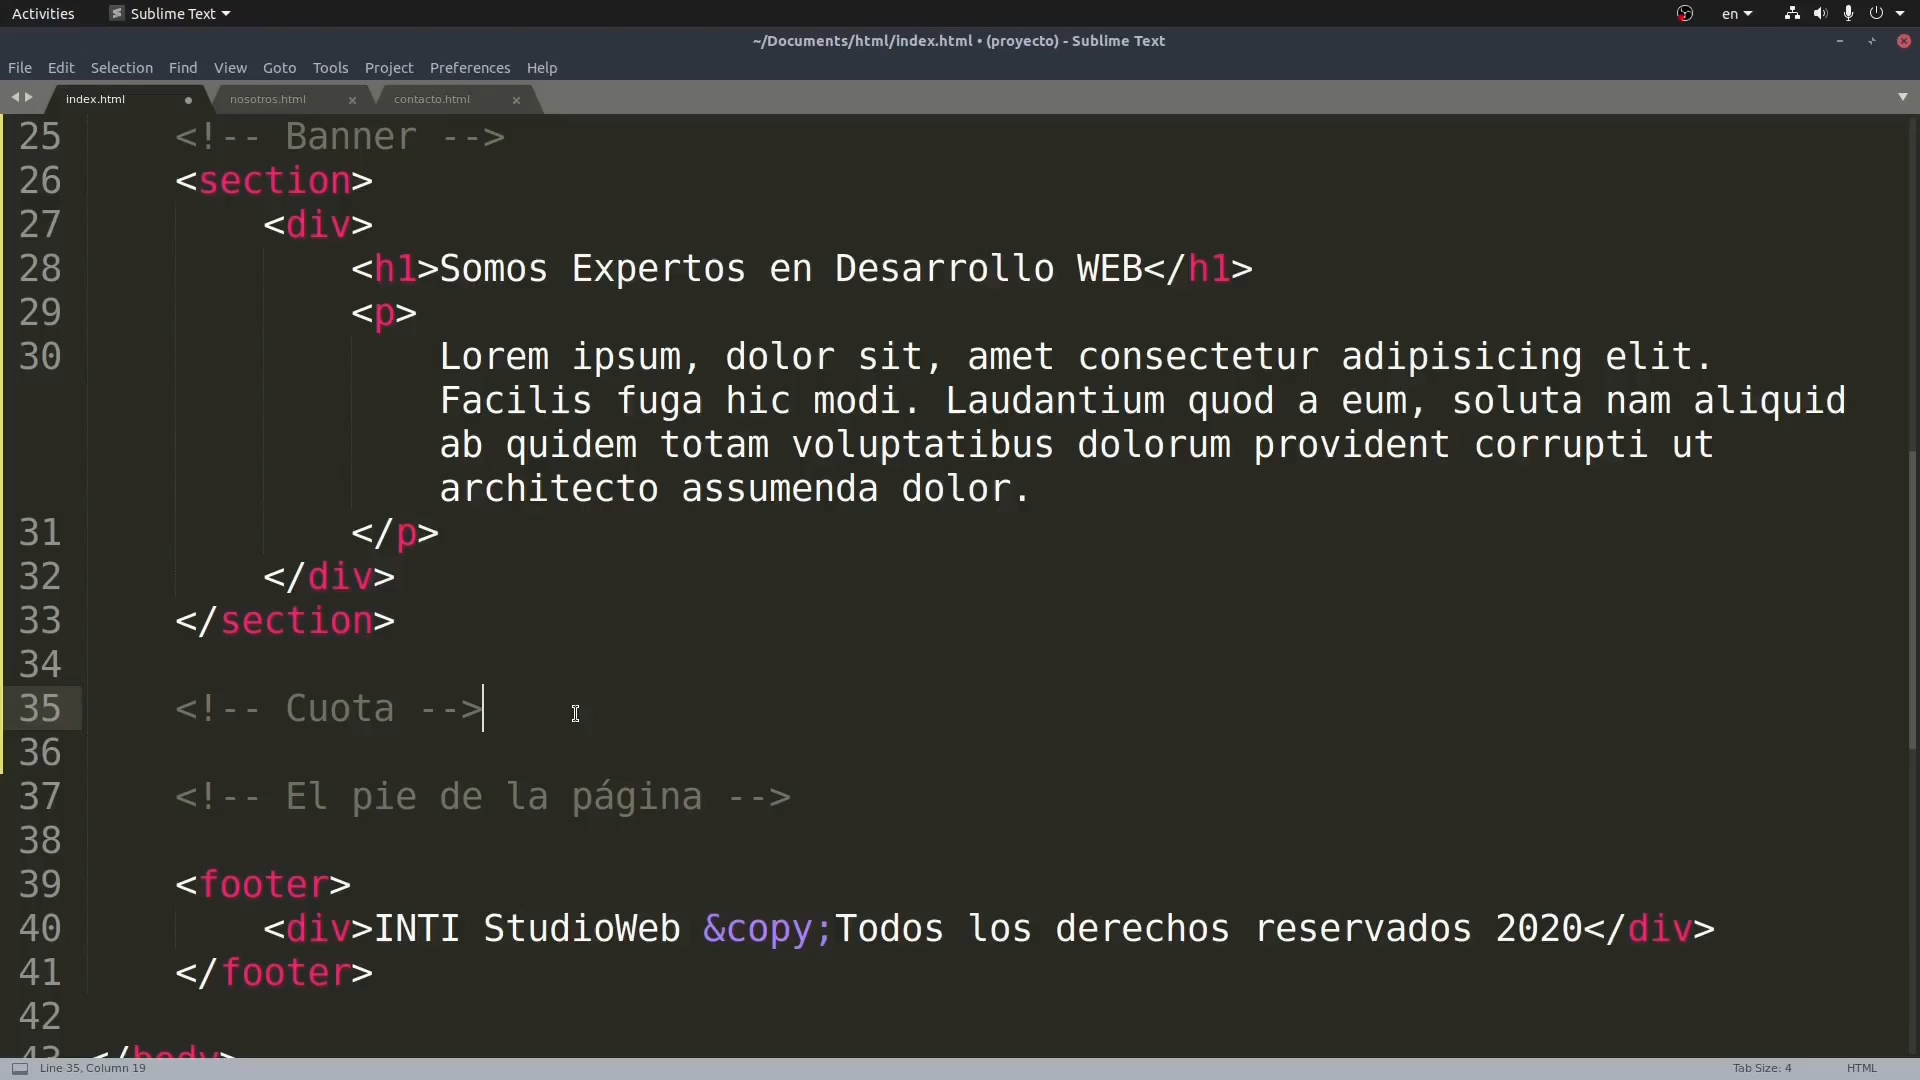 Activities Sublime Text en
~/Documents/html/index.html • (proyecto) - Sublime Text
File Edit Selection Find View Goto Tools Project Preferences Help
index.html nosotros.html contacto.html
25 <!-- Banner -->
26 <section>
27 <div>
28 <h1>Somos Expertos en Desarrollo WEB</h1>
29 <p>
30 Lorem ipsum, dolor sit, amet consectetur adipisicing elit.
Facilis fuga hic modi. Laudantium quod a eum, soluta nam aliquid
ab quidem totam voluptatibus dolorum provident corrupti ut
architecto assumenda dolor.
31 </p>
32 </div>
33 </section>
34
35 <!-- Cuota -->
36
37 <!-- El pie de la página -->
38
39 <footer>
40 <div>INTI StudioWeb &copy;Todos los derechos reservados 2020</div>
41 </footer>
42
43 </body>
Line 35, Column 19 Tab Size: 4 HTML